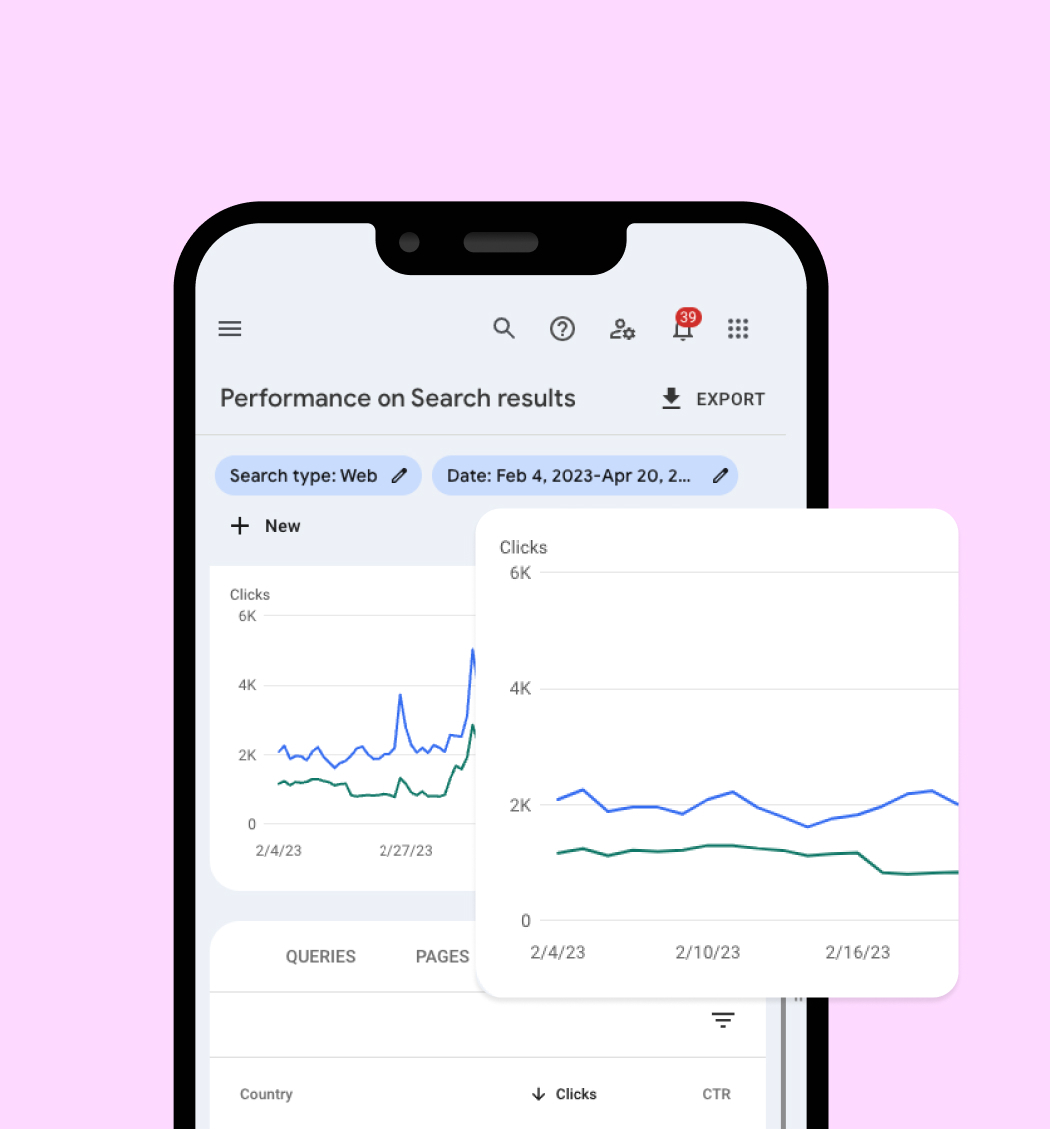 39
Performance on Search results
EXPORT
Search type: Web
Date: Feb 4, 2023-Apr 20, 2...
New
Clicks
6K
4K
2K
0
2/4/23
2/27/23
Clicks
6K
4K
2K
0
2/4/23
2/10/23
2/16/23
QUERIES
PAGES
Country
Clicks
CTR